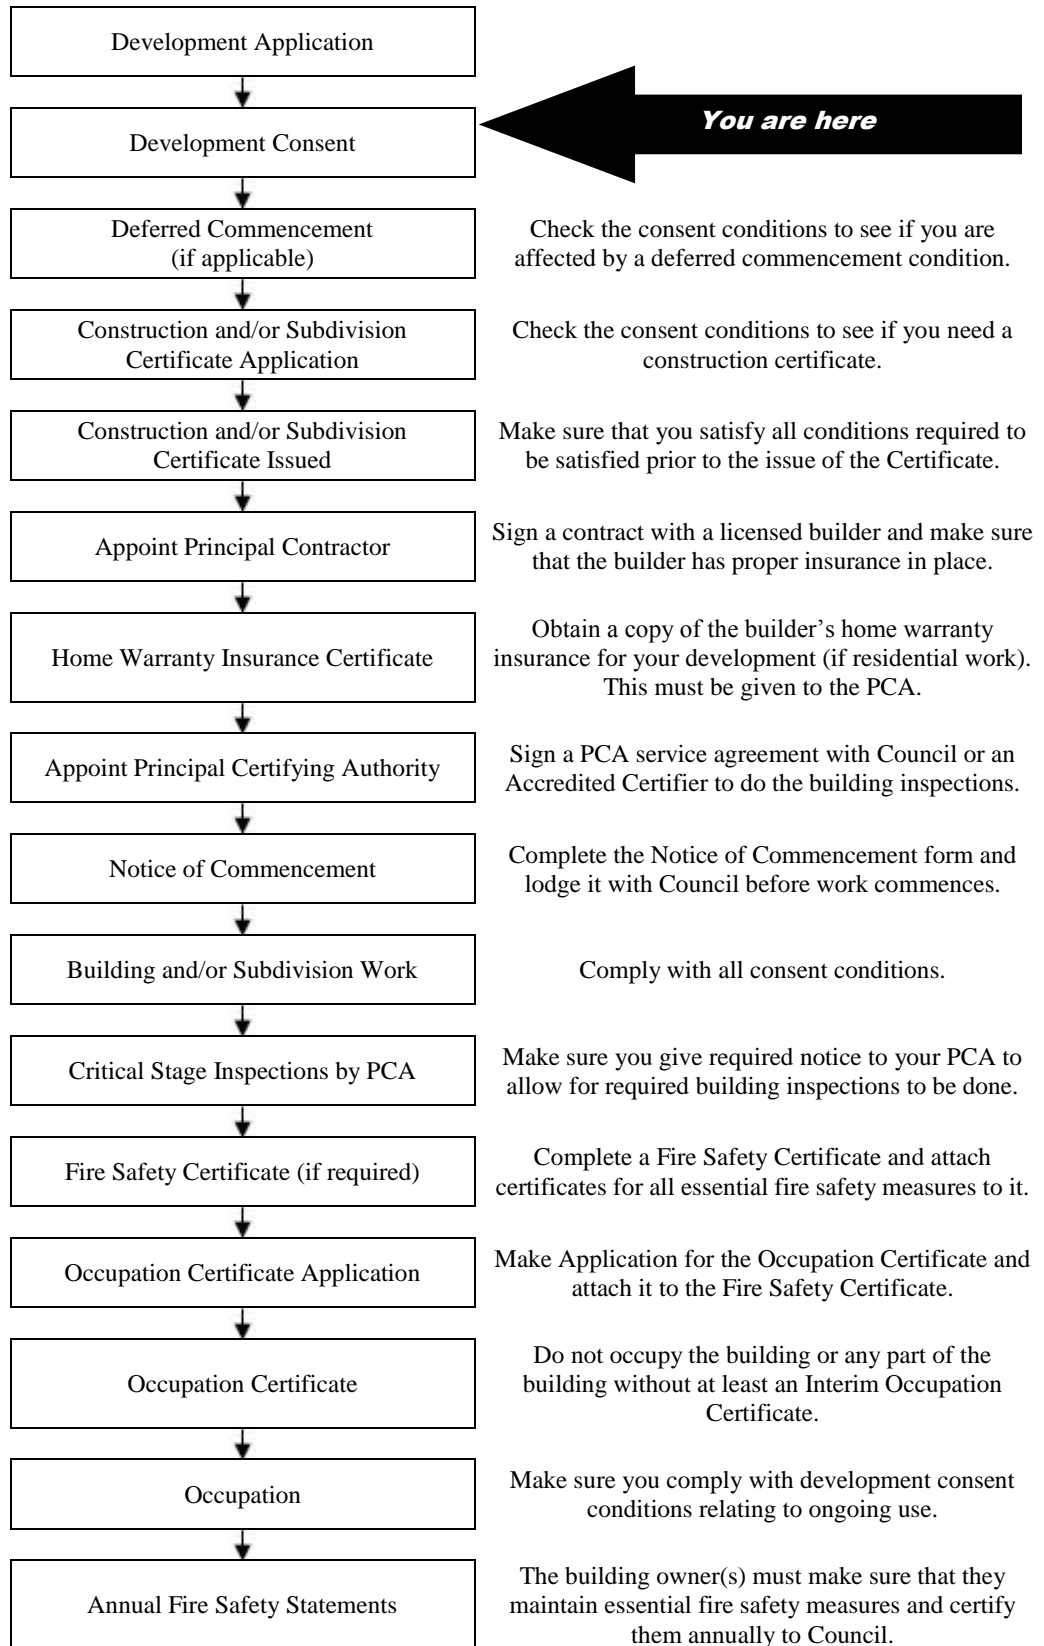 Development Application
Development Consent
You are here
Deferred Commencement
(if applicable)
Check the consent conditions to see if you are
affected by a deferred commencement condition.
Construction and/or Subdivision
Certificate Application
Check the consent conditions to see if you need a
construction certificate.
Construction and/or Subdivision
Certificate Issued
Make sure that you satisfy all conditions required to
be satisfied prior to the issue of the Certificate.
Appoint Principal Contractor
Sign a contract with a licensed builder and make sure
that the builder has proper insurance in place.
Home Warranty Insurance Certificate
Obtain a copy of the builder’s home warranty
insurance for your development (if residential work).
This must be given to the PCA.
Appoint Principal Certifying Authority
Sign a PCA service agreement with Council or an
Accredited Certifier to do the building inspections.
Notice of Commencement
Complete the Notice of Commencement form and
lodge it with Council before work commences.
Building and/or Subdivision Work
Comply with all consent conditions.
Critical Stage Inspections by PCA
Make sure you give required notice to your PCA to
allow for required building inspections to be done.
Fire Safety Certificate (if required)
Complete a Fire Safety Certificate and attach
certificates for all essential fire safety measures to it.
Occupation Certificate Application
Make Application for the Occupation Certificate and
attach it to the Fire Safety Certificate.
Occupation Certificate
Do not occupy the building or any part of the
building without at least an Interim Occupation
Certificate.
Occupation
Make sure you comply with development consent
conditions relating to ongoing use.
Annual Fire Safety Statements
The building owner(s) must make sure that they
maintain essential fire safety measures and certify
them annually to Council.